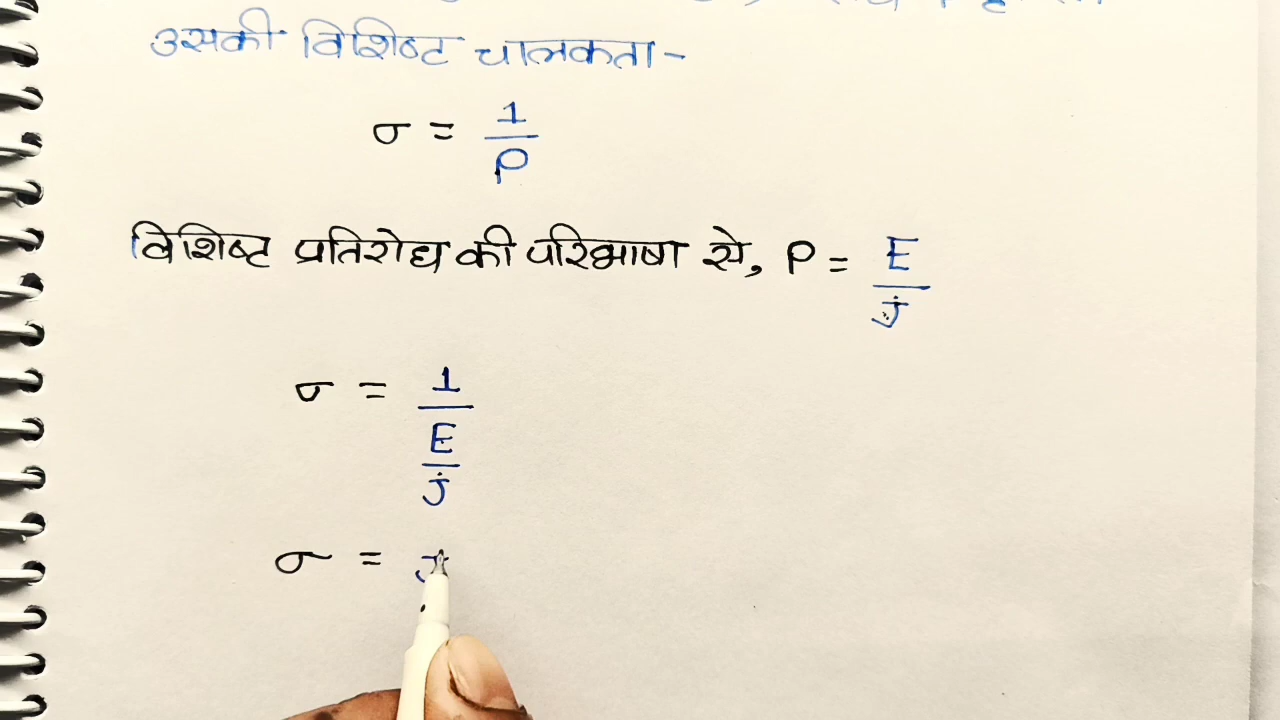 उसकी विशिष्ट चालकता-
σ = 1/ρ
विशिष्ट प्रतिरोध की परिभाषा से, ρ = E/j
σ = 1/(E/j)
σ = j